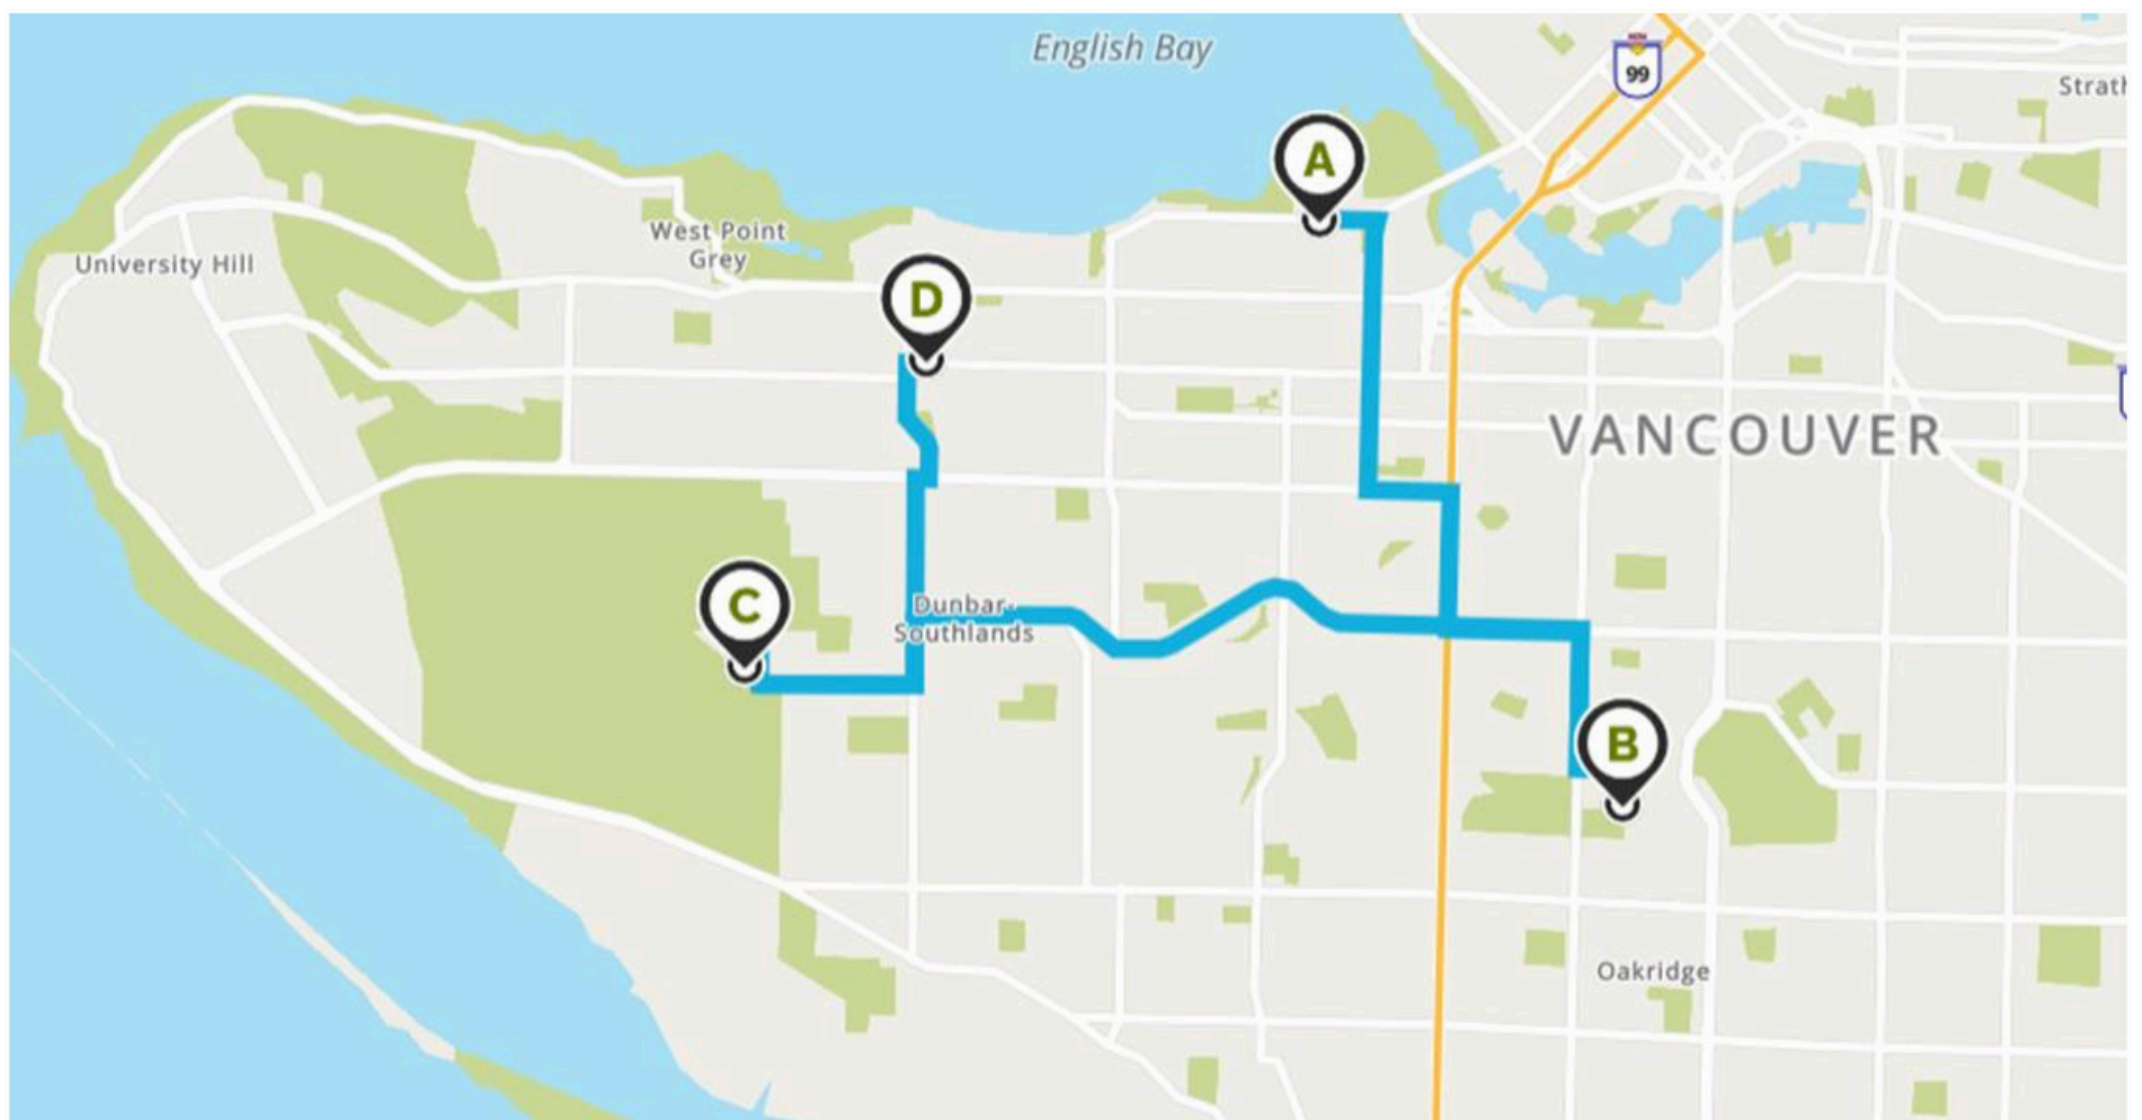 English Bay
99
Strath
A
West Point
Grey
University Hill
D
VANCOUVER
C
Dunbar-
Southlands
B
Oakridge